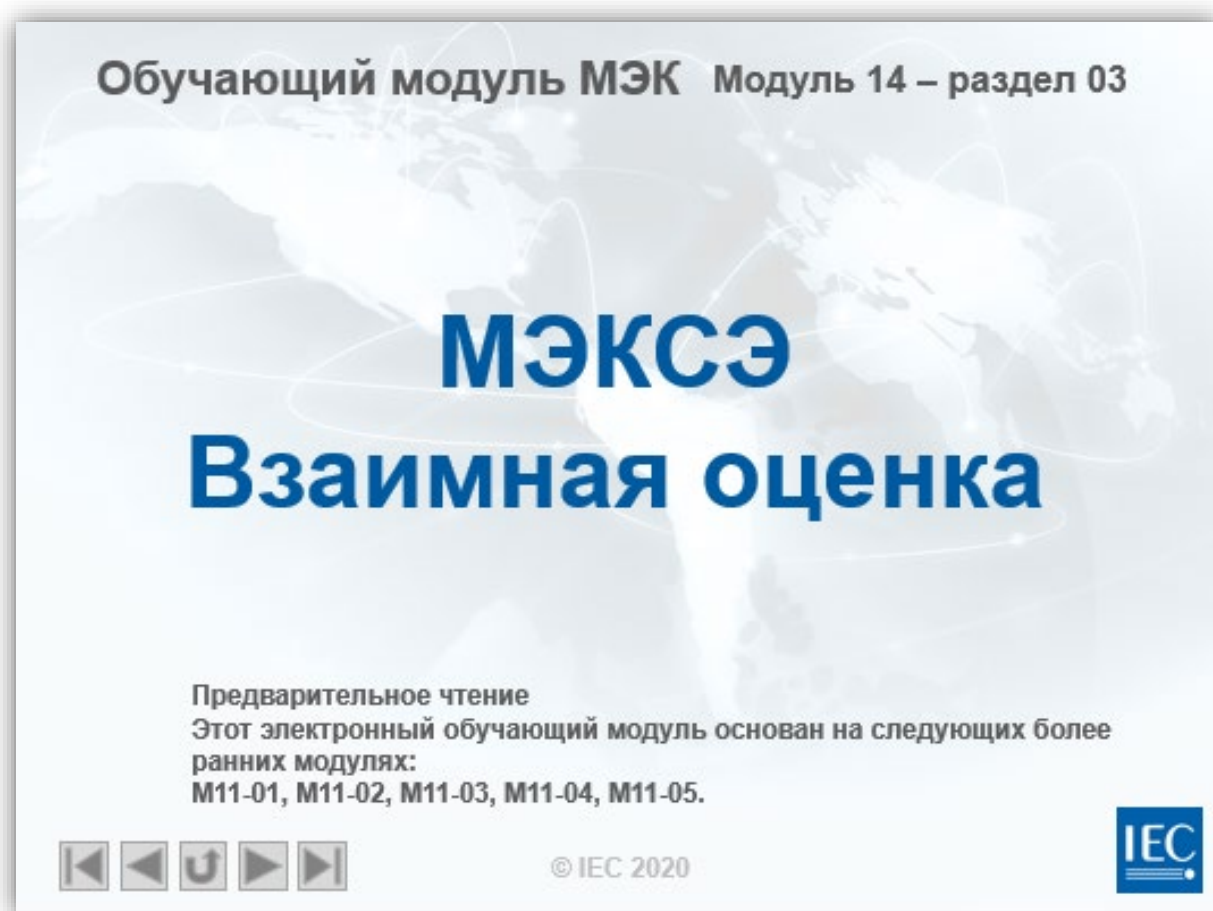 Обучающий модуль МЭК Модуль 14 – раздел 03
МЭКСЭ
Взаимная оценка
Предварительное чтение
Этот электронный обучающий модуль основан на следующих более
ранних модулях:
М11-01, М11-02, М11-03, М11-04, М11-05.
© IEC 2020
IEC